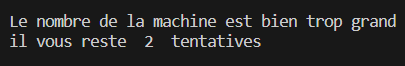 Le nombre de la machine est bien trop grand
il vous reste  2  tentatives